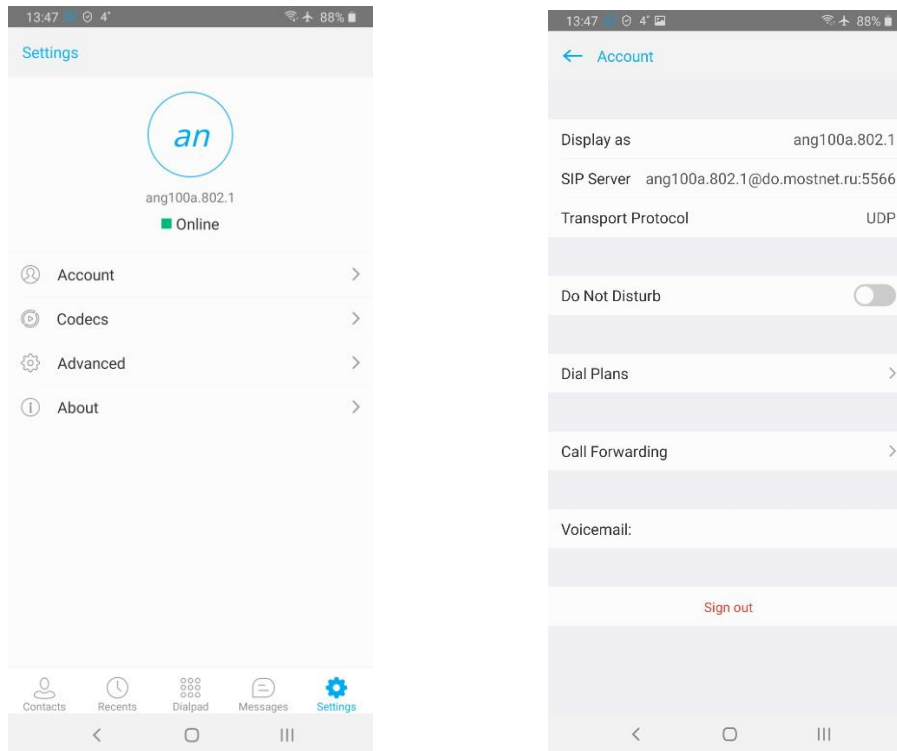 13:47 4° 88%
Settings
an
ang100a.802.1
Online
Account
Codecs
Advanced
About
Contacts Recents Dialpad Messages Settings
13:47 4° 88%
Account
Display as ang100a.802.1
SIP Server ang100a.802.1@do.mostnet.ru:5566
Transport Protocol UDP
Do Not Disturb
Dial Plans
Call Forwarding
Voicemail:
Sign out